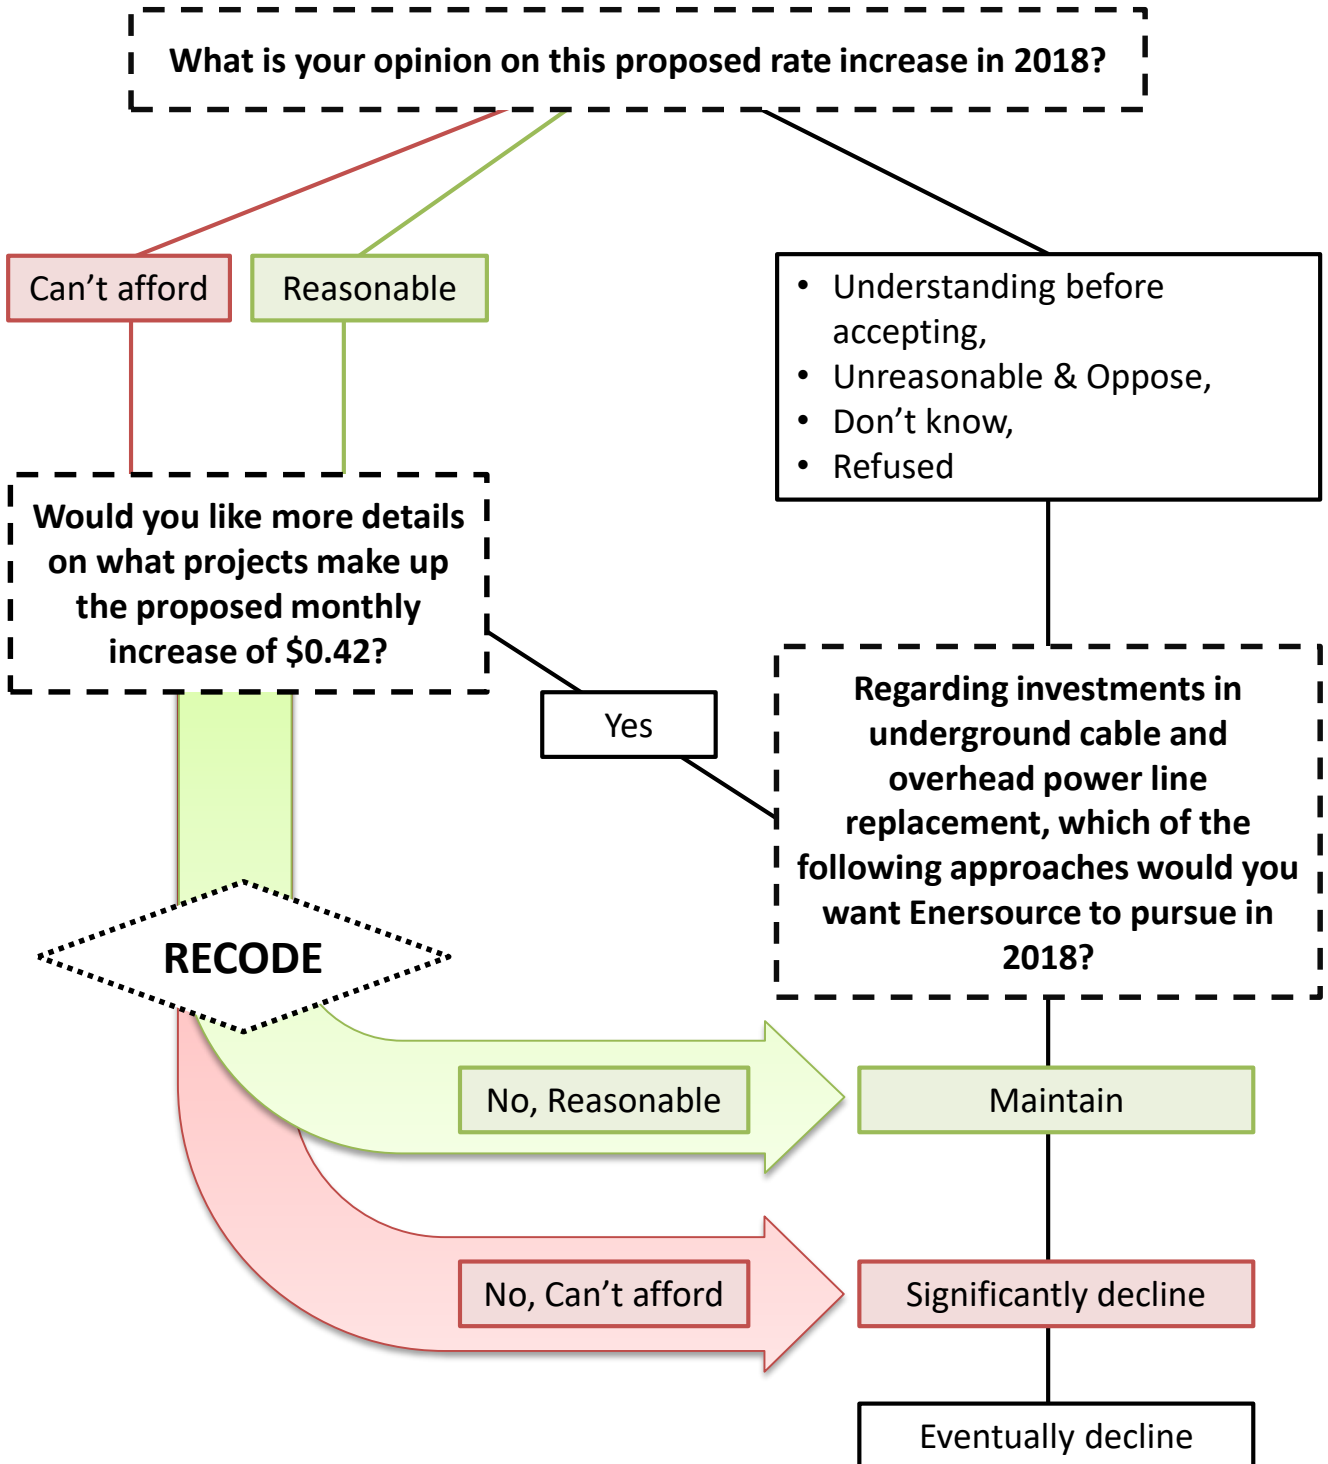 What is your opinion on this proposed rate increase in 2018?
Can't afford
Reasonable
• Understanding before
accepting,
• Unreasonable & Oppose,
• Don't know,
• Refused
Would you like more details
on what projects make up
the proposed monthly
increase of $0.42?
Yes
Regarding investments in
underground cable and
overhead power line
replacement, which of the
following approaches would you
want Enersource to pursue in
2018?
RECODE
No, Reasonable
Maintain
No, Can't afford
Significantly decline
Eventually decline